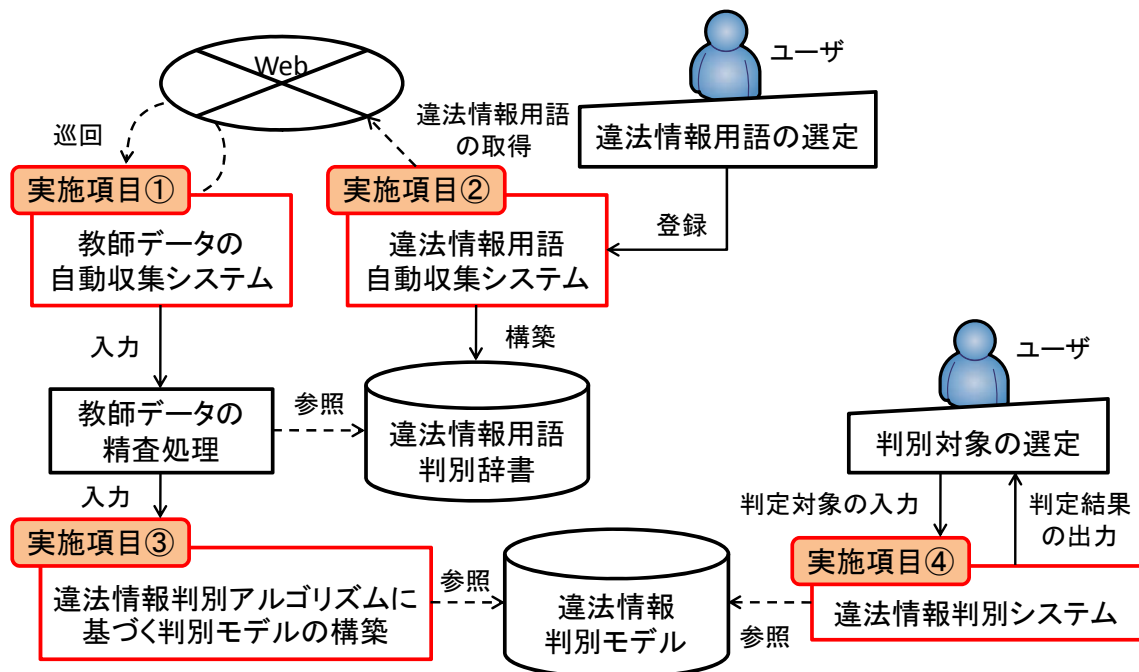 Web
ユーザ
違法情報用語の選定
巡回
違法情報用語
の取得
登録
実施項目①
教師データの
自動収集システム
実施項目②
違法情報用語
自動収集システム
入力
構築
教師データの
精査処理
参照
違法情報用語
判別辞書
ユーザ
判別対象の選定
入力
判定対象の入力
判定結果
の出力
実施項目③
違法情報判別アルゴリズムに
基づく判別モデルの構築
参照
違法情報
判別モデル
参照
実施項目④
違法情報判別システム